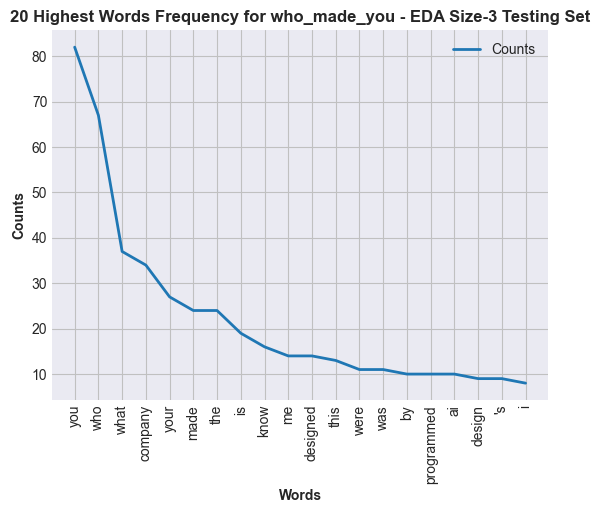 20 Highest Words Frequency for who_made_you - EDA Size-3 Testing Set
Counts
80
70
60
50
40
30
20
10
Counts
you
who
what
company
your
made
the
is
know
me
designed
this
were
was
by
programmed
ai
design
's
i
Words